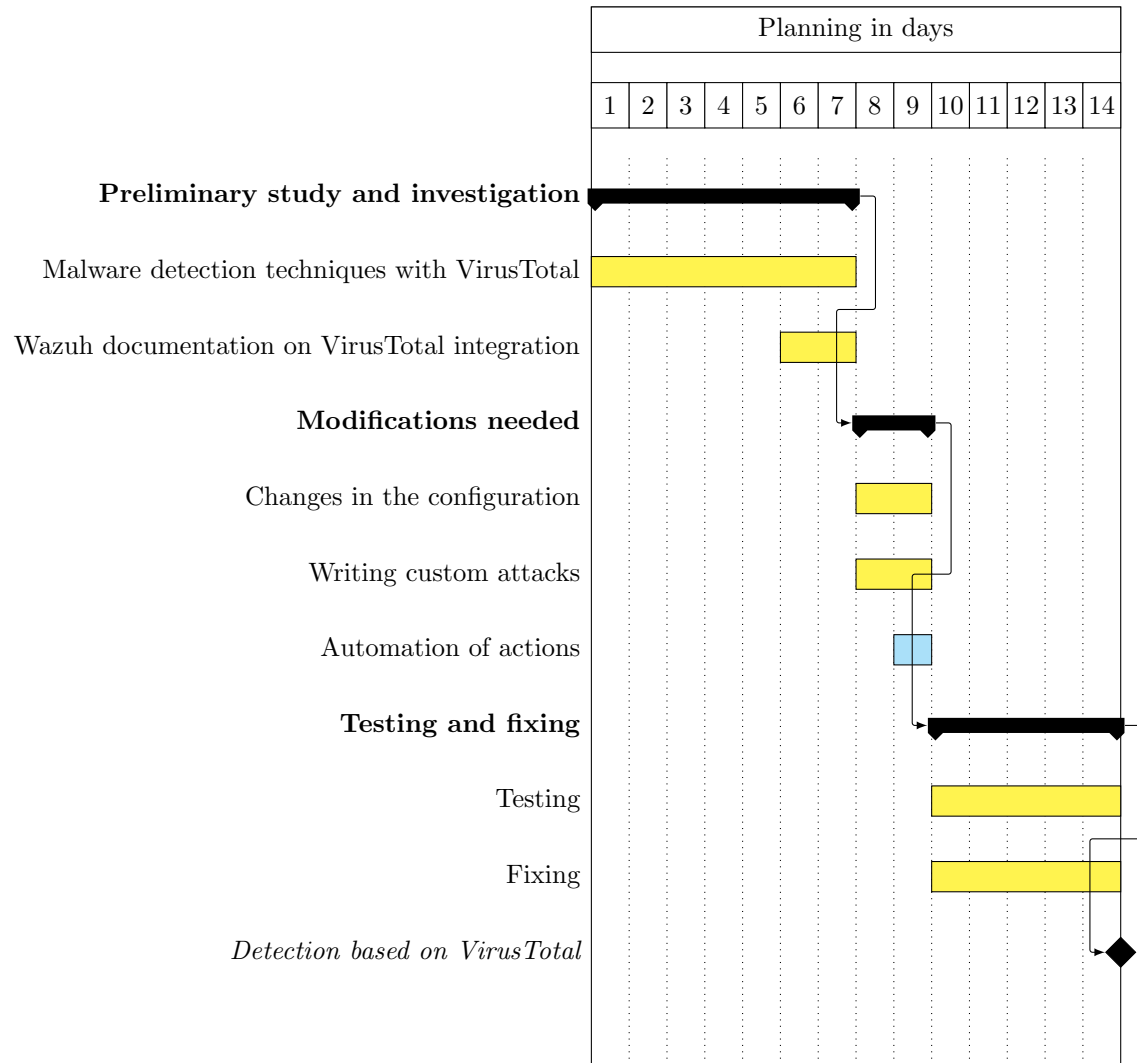 Planning in days
1 2 3 4 5 6 7 8 9 10 11 12 13 14
Preliminary study and investigation
Malware detection techniques with VirusTotal
Wazuh documentation on VirusTotal integration
Modifications needed
Changes in the configuration
Writing custom attacks
Automation of actions
Testing and fixing
Testing
Fixing
Detection based on VirusTotal